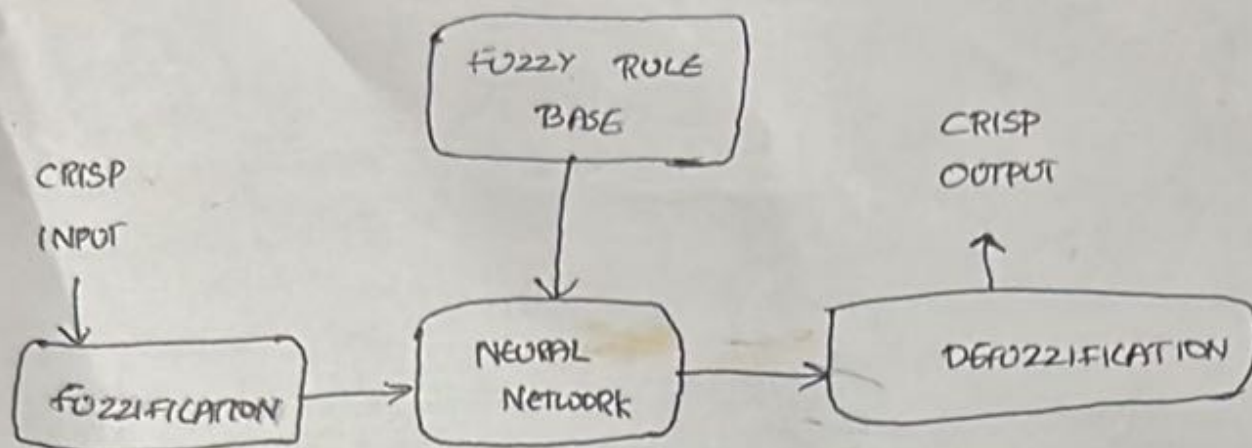 FUZZY RULE
BASE
CRISP
INPUT
CRISP
OUTPUT
FUZZIFICATION
NEURAL
NETWORK
DEFUZZIFICATION